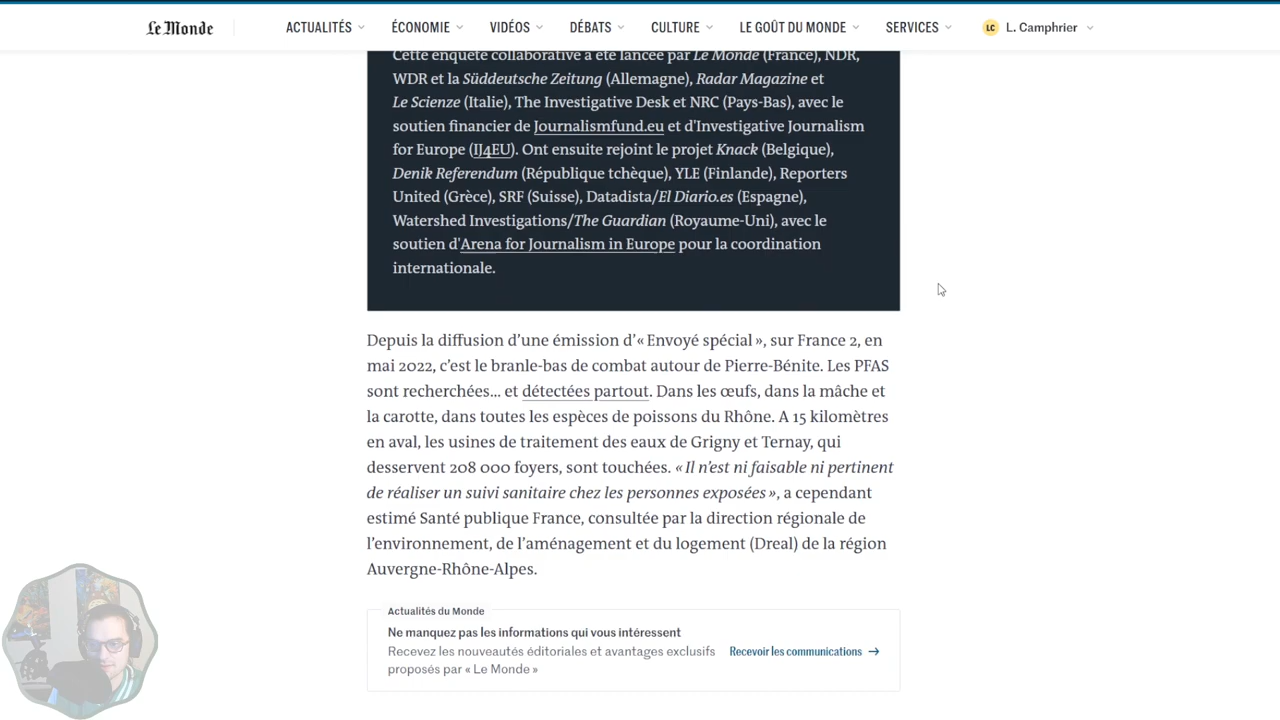 Le Monde
ACTUALITÉS
ÉCONOMIE
VIDÉOS
DÉBATS
CULTURE
LE GOÛT DU MONDE
SERVICES
LC
L. Camphrier
Cette enquête collaborative a été lancée par Le Monde (France), NDR,
WDR et la Süddeutsche Zeitung (Allemagne), Radar Magazine et
Le Scienze (Italie), The Investigative Desk et NRC (Pays-Bas), avec le
soutien financier de Journalismfund.eu et d'Investigative Journalism
for Europe (IJ4EU). Ont ensuite rejoint le projet Knack (Belgique),
Denik Referendum (République tchèque), YLE (Finlande), Reporters
United (Grèce), SRF (Suisse), Datadista/El Diario.es (Espagne),
Watershed Investigations/The Guardian (Royaume-Uni), avec le
soutien d'Arena for Journalism in Europe pour la coordination
internationale.
Depuis la diffusion d’une émission d’« Envoyé spécial », sur France 2, en
mai 2022, c’est le branle-bas de combat autour de Pierre-Bénite. Les PFAS
sont recherchées… et détectées partout. Dans les œufs, dans la mâche et
la carotte, dans toutes les espèces de poissons du Rhône. A 15 kilomètres
en aval, les usines de traitement des eaux de Grigny et Ternay, qui
desservent 208 000 foyers, sont touchées. « Il n’est ni faisable ni pertinent
de réaliser un suivi sanitaire chez les personnes exposées », a cependant
estimé Santé publique France, consultée par la direction régionale de
l’environnement, de l’aménagement et du logement (Dreal) de la région
Auvergne-Rhône-Alpes.
Actualités du Monde
Ne manquez pas les informations qui vous intéressent
Recevez les nouveautés éditoriales et avantages exclusifs
proposés par « Le Monde »
Recevoir les communications →